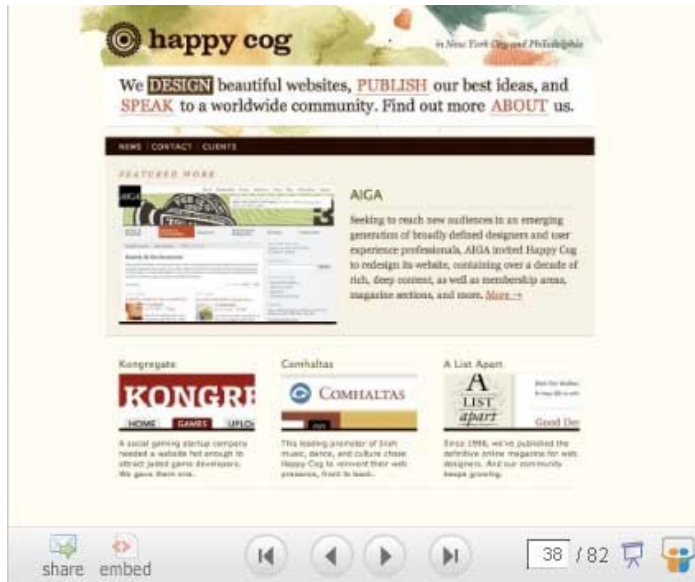 happy cog
in New York City and Philadelphia
We DESIGN beautiful websites, PUBLISH our best ideas, and
SPEAK to a worldwide community. Find out more ABOUT us.
NEWS | CONTACT | CLIENTS
FEATURED WORK
AIGA
AIGA
Seeking to reach new audiences in an emerging
generation of broadly defined designers and user
experience professionals, AIGA invited Happy Cog
to redesign its website, containing over a decade of
rich, deep content, as well as membership areas,
magazine sections, and more. More →
Kongregate
KONGRE
HOME GAMES UPLO
A social gaming startup company
needed a website hot enough to
attract jaded game developers.
We gave them one.
Comhaltas
COMHALTAS
This leading promoter of Irish
music, dance, and culture chose
Happy Cog to reinvent their web
presence, front to back.
A List Apart
A
LIST
apart
Good Des
Since 1998, we've published the
definitive online magazine for web
designers. And our community
keeps growing.
share embed
38 / 82